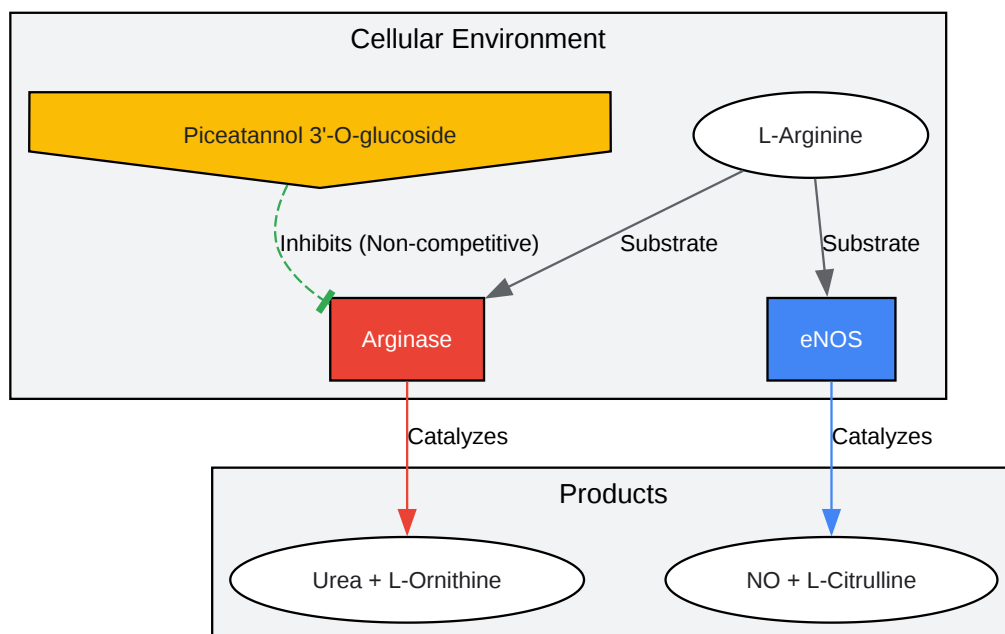 Cellular Environment
Piceatannol 3'-O-glucoside
L-Arginine
Inhibits (Non-competitive)
Substrate
Substrate
Arginase
eNOS
Catalyzes
Catalyzes
Products
Urea + L-Ornithine
NO + L-Citrulline